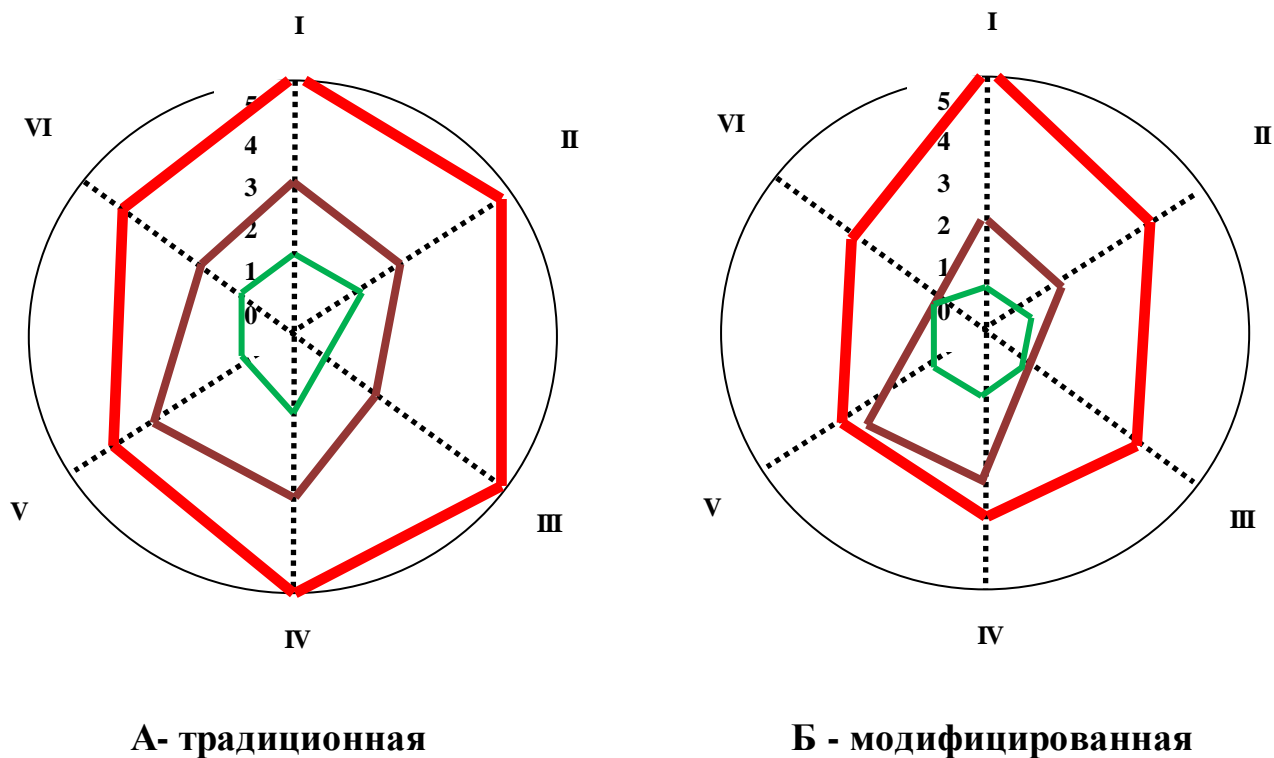 I
5
4
3
2
1
0
II
III
IV
V
VI
А- традиционная
I
5
4
3
2
1
0
II
III
IV
V
VI
Б - модифицированная